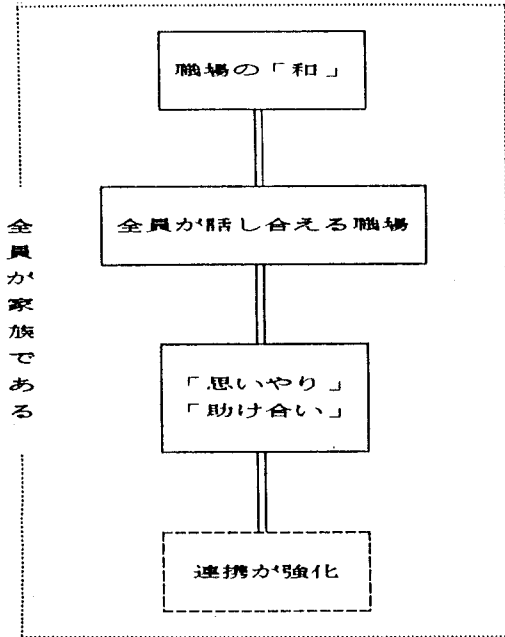 職場の「和」
全員が話し合える職場
全員が家族である
「思いやり」
「助け合い」
連携が強化